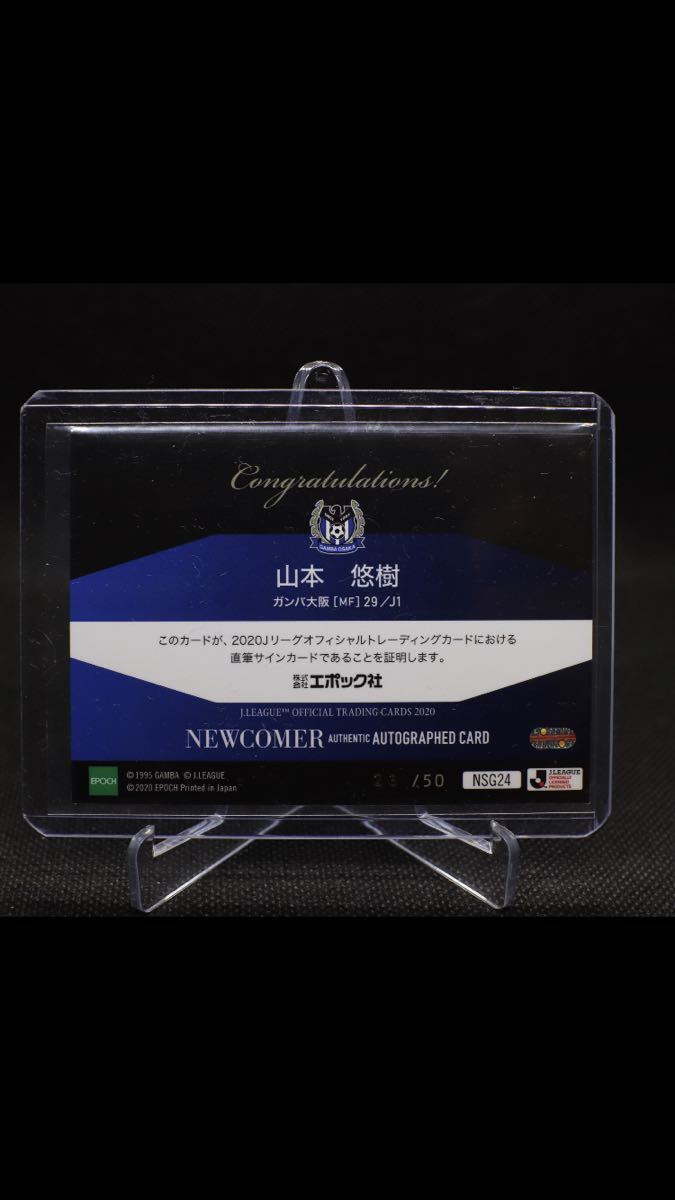 Congratulations!
GAMBA OSAKA
山本 悠樹
ガンバ大阪 [MF] 29/J1
このカードが、2020Jリーグオフィシャルトレーディングカードにおける
直筆サインカードであることを証明します。
株式会社エポック社
J.LEAGUE™ OFFICIAL TRADING CARDS 2020
NEWCOMER AUTHENTIC AUTOGRAPHED CARD
EPOCH
©1995 GAMBA ©J.LEAGUE
©2020 EPOCH Printed in Japan
/50
NSG24
J.LEAGUE
OFFICIALLY
LICENSED
PRODUCTS